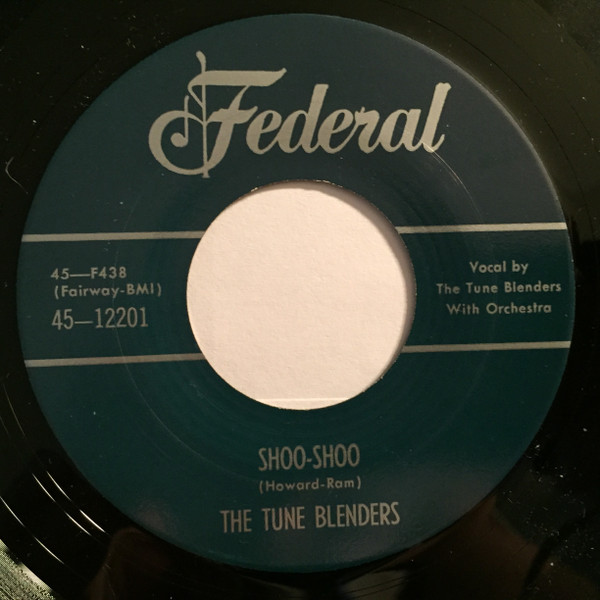 Federal
45—F438
(Fairway-BMI)
45—12201
Vocal by
The Tune Blenders
With Orchestra
SHOO-SHOO
(Howard-Ram)
THE TUNE BLENDERS